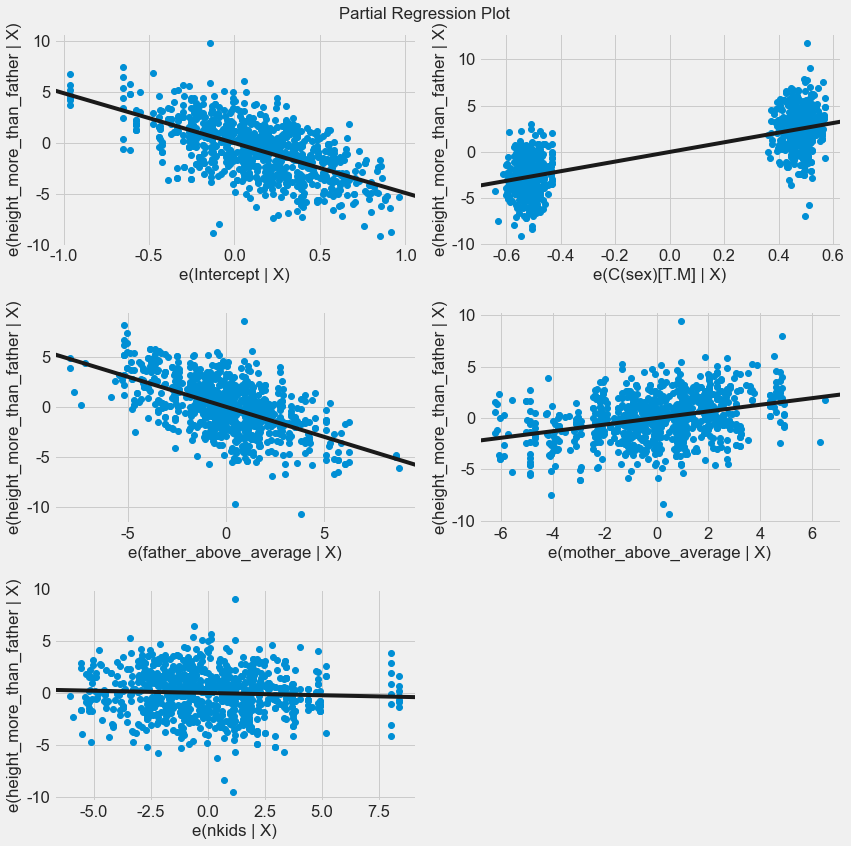 Partial Regression Plot
e(height_more_than_father | X)
10
5
0
-5
-10
-1.0 -0.5 0.0 0.5 1.0
e(Intercept | X)
e(height_more_than_father | X)
10
5
0
-5
-10
-0.6 -0.4 -0.2 0.0 0.2 0.4 0.6
e(C(sex)[T.M] | X)
e(height_more_than_father | X)
5
0
-5
-10
-5 0 5
e(father_above_average | X)
e(height_more_than_father | X)
10
5
0
-5
-10
-6 -4 -2 0 2 4 6
e(mother_above_average | X)
e(height_more_than_father | X)
10
5
0
-5
-10
-5.0 -2.5 0.0 2.5 5.0 7.5
e(nkids | X)